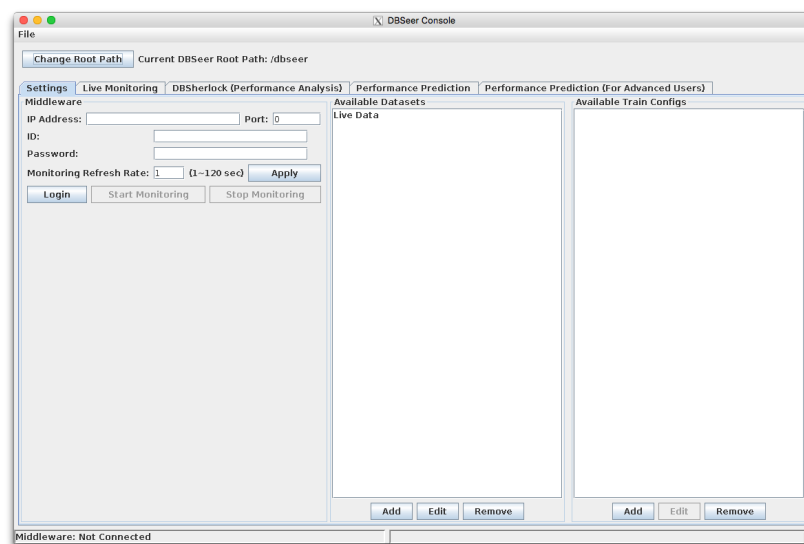 DBSeer Console
File
Change Root Path Current DBSeer Root Path: /dbseer
Settings Live Monitoring DBSherlock (Performance Analysis) Performance Prediction Performance Prediction (For Advanced Users)
Middleware
IP Address: Port: 0
ID:
Password:
Monitoring Refresh Rate: 1 (1~120 sec) Apply
Login Start Monitoring Stop Monitoring
Available Datasets
Live Data
Add Edit Remove
Available Train Configs
Add Edit Remove
Middleware: Not Connected